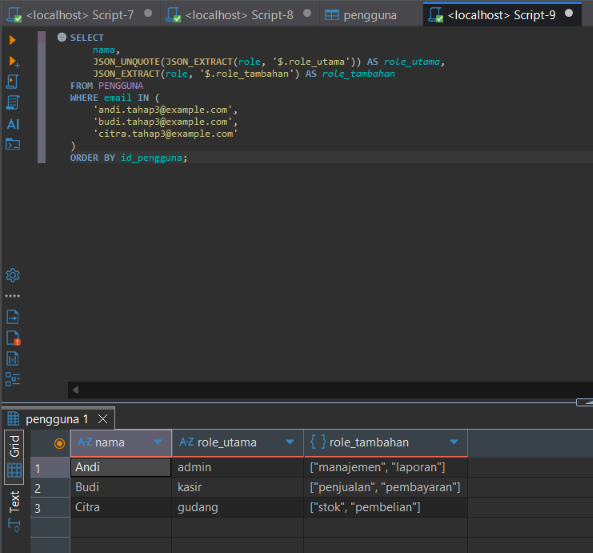 <localhost> Script-7
<localhost> Script-8
pengguna
<localhost> Script-9
SELECT
nama,
JSON_UNQUOTE(JSON_EXTRACT(role, '$.role_utama')) AS role_utama,
JSON_EXTRACT(role, '$.role_tambahan') AS role_tambahan
FROM PENGGUNA
WHERE email IN (
'andi.tahap3@example.com',
'budi.tahap3@example.com',
'citra.tahap3@example.com'
)
ORDER BY id_pengguna;
AI
pengguna 1
Grid
Text
A-Z nama
A-Z role_utama
{ } role_tambahan
1 Andi admin ["manajemen", "laporan"]
2 Budi kasir ["penjualan", "pembayaran"]
3 Citra gudang ["stok", "pembelian"]